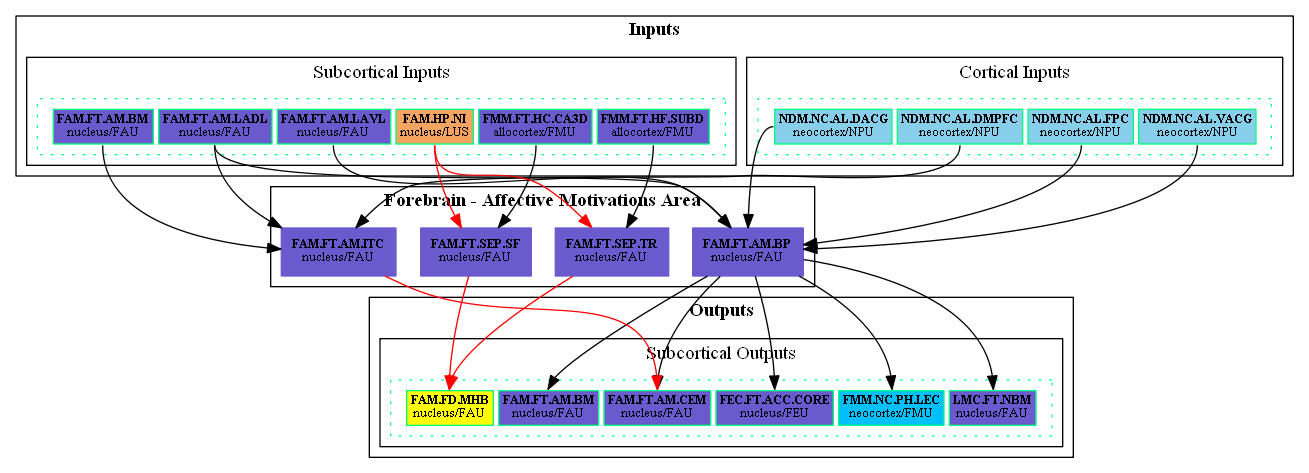 Inputs
Subcortical Inputs
Cortical Inputs
FAM.FT.AM.BM
nucleus/FAU
FAM.FT.AM.LADL
nucleus/FAU
FAM.FT.AM.LAVL
nucleus/FAU
FAM.HP.NI
nucleus/LUS
FMM.FT.HC.CA3D
allocortex/FMU
FMM.FT.HF.SUBD
allocortex/FMU
NDM.NC.AL.DACG
neocortex/NPU
NDM.NC.AL.DMPFC
neocortex/NPU
NDM.NC.AL.FPC
neocortex/NPU
NDM.NC.AL.VACG
neocortex/NPU
Forebrain - Affective Motivations Area
FAM.FT.AM.ITC
nucleus/FAU
FAM.FT.SEP.SF
nucleus/FAU
FAM.FT.SEP.TR
nucleus/FAU
FAM.FT.AM.BP
nucleus/FAU
Outputs
Subcortical Outputs
FAM.FD.MHB
nucleus/FAU
FAM.FT.AM.BM
nucleus/FAU
FAM.FT.AM.CEM
nucleus/FAU
FEC.FT.ACC.CORE
nucleus/FEU
FMM.NC.PH.LEC
neocortex/FMU
LMC.FT.NBM
nucleus/FAU